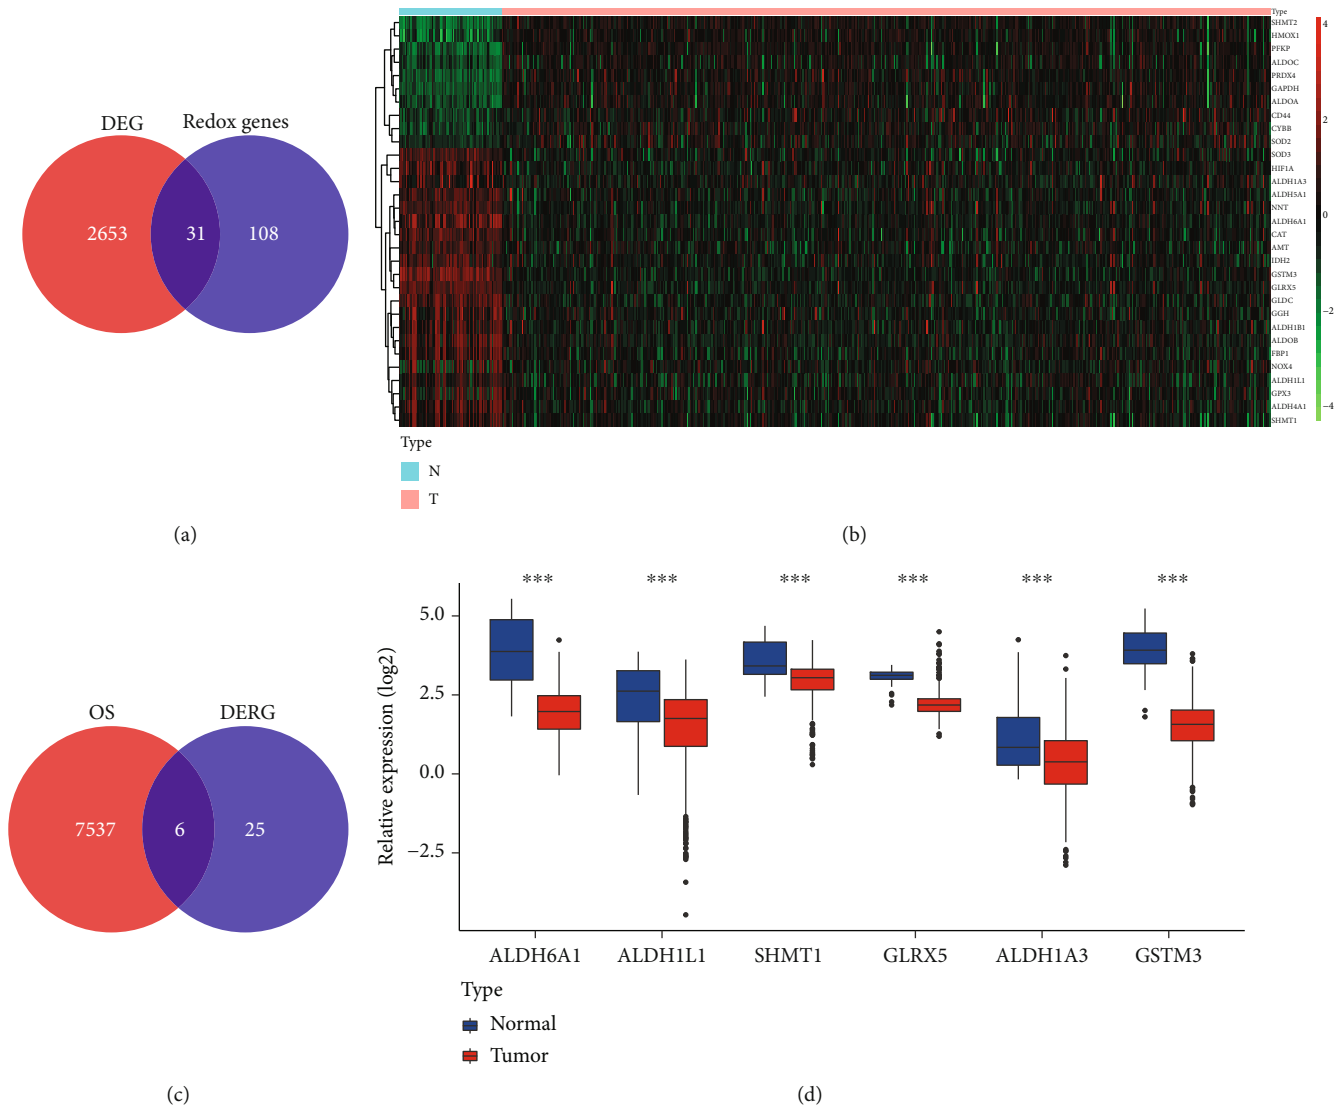 DEG
Redox genes
2653
31
108
(a)
Type
SHMT2
HMOX1
PFKP
ALDOC
PRDX4
GAPDH
ALDOA
CD44
CYBB
SOD2
SOD3
HIF1A
ALDH1A3
ALDH5A1
NNT
ALDH6A1
CAT
AMT
IDH2
GSTM3
GLRX5
GLDC
GGH
ALDH1B1
ALDOB
FBP1
NOX4
ALDH1L1
GPX3
ALDH4A1
SHMT1
4
2
0
−2
−4
Type
N
T
(b)
OS
DERG
7537
6
25
(c)
Relative expression (log2)
5.0
2.5
0.0
−2.5
*** *** *** *** *** ***
ALDH6A1 ALDH1L1 SHMT1 GLRX5 ALDH1A3 GSTM3
Type
Normal
Tumor
(d)